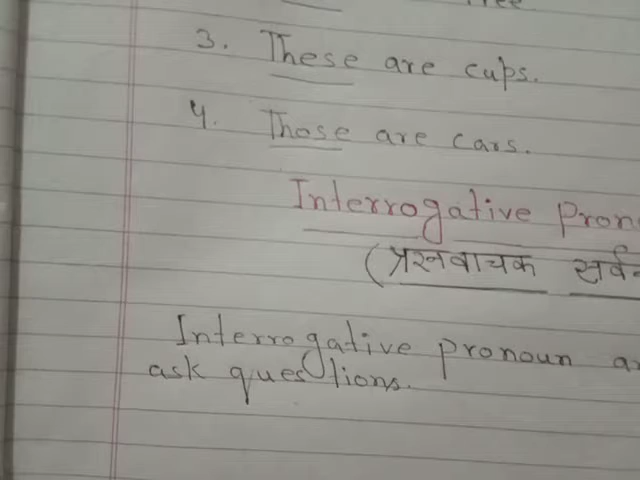 3. These are cups.
4. Those are cars.
Interrogative
(प्रश्नवाचक
Interrogative pronoun
ask questions.